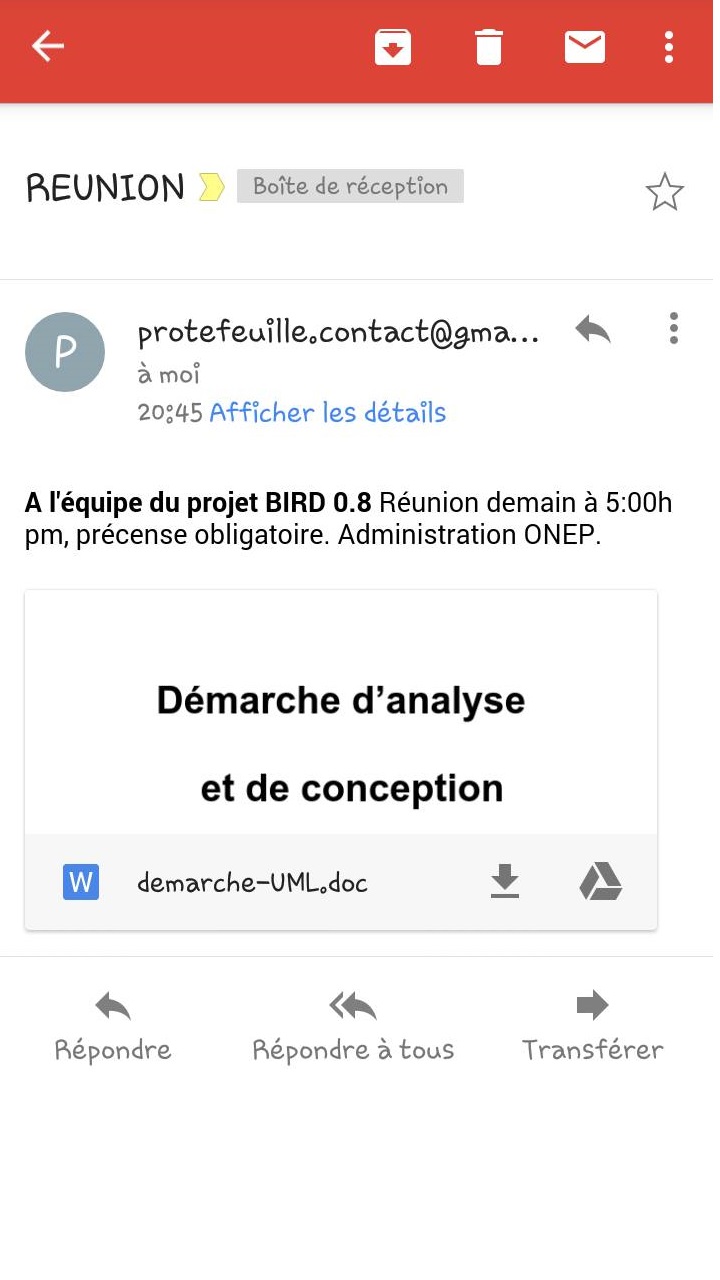 REUNION Boîte de réception
P
protefeuille.contact@gma...
à moi
20:45 Afficher les détails
A l'équipe du projet BIRD 0.8 Réunion demain à 5:00h
pm, précense obligatoire. Administration ONEP.
Démarche d’analyse
et de conception
W demarche-UML.doc
Répondre Répondre à tous Transférer